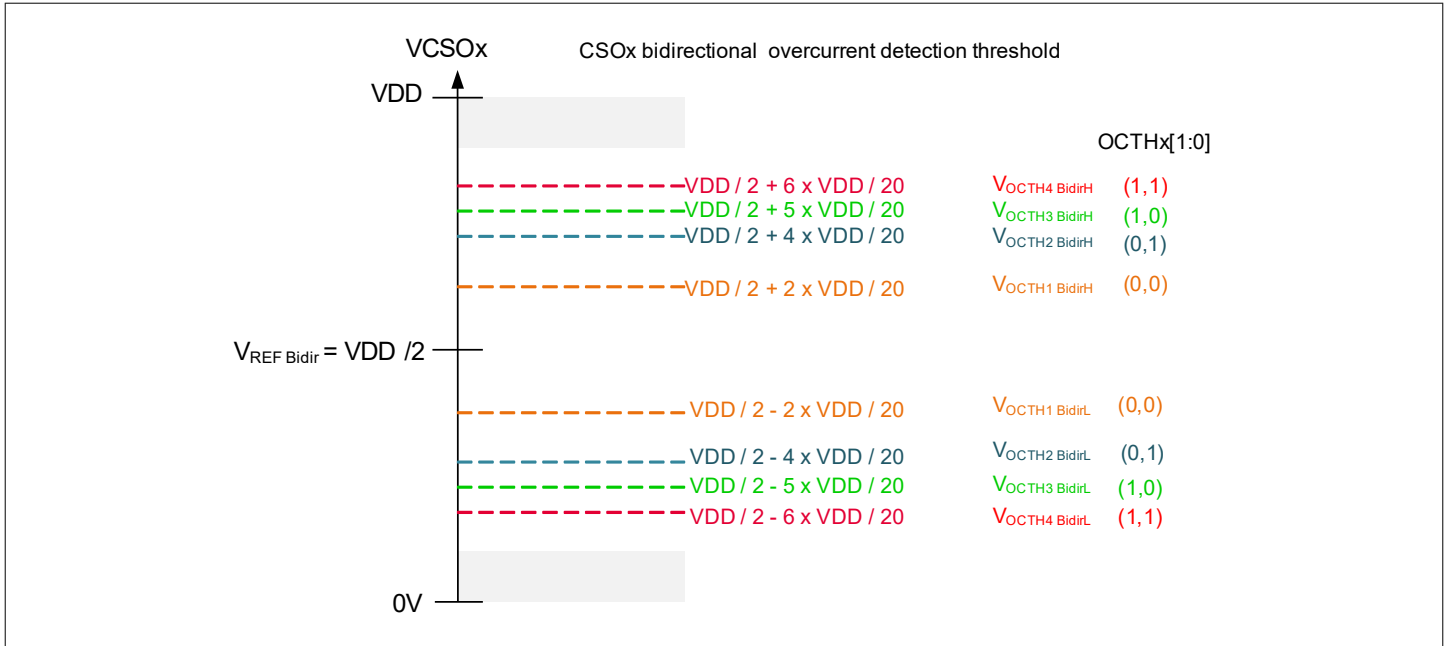 VCSOx CSOx bidirectional overcurrent detection threshold
VDD
OCTHx[1:0]
VDD / 2 + 6 x VDD / 20 VOCTH4 BidirH (1,1)
VDD / 2 + 5 x VDD / 20 VOCTH3 BidirH (1,0)
VDD / 2 + 4 x VDD / 20 VOCTH2 BidirH (0,1)
VDD / 2 + 2 x VDD / 20 VOCTH1 BidirH (0,0)
VREF Bidir = VDD /2
VDD / 2 - 2 x VDD / 20 VOCTH1 BidirL (0,0)
VDD / 2 - 4 x VDD / 20 VOCTH2 BidirL (0,1)
VDD / 2 - 5 x VDD / 20 VOCTH3 BidirL (1,0)
VDD / 2 - 6 x VDD / 20 VOCTH4 BidirL (1,1)
0V